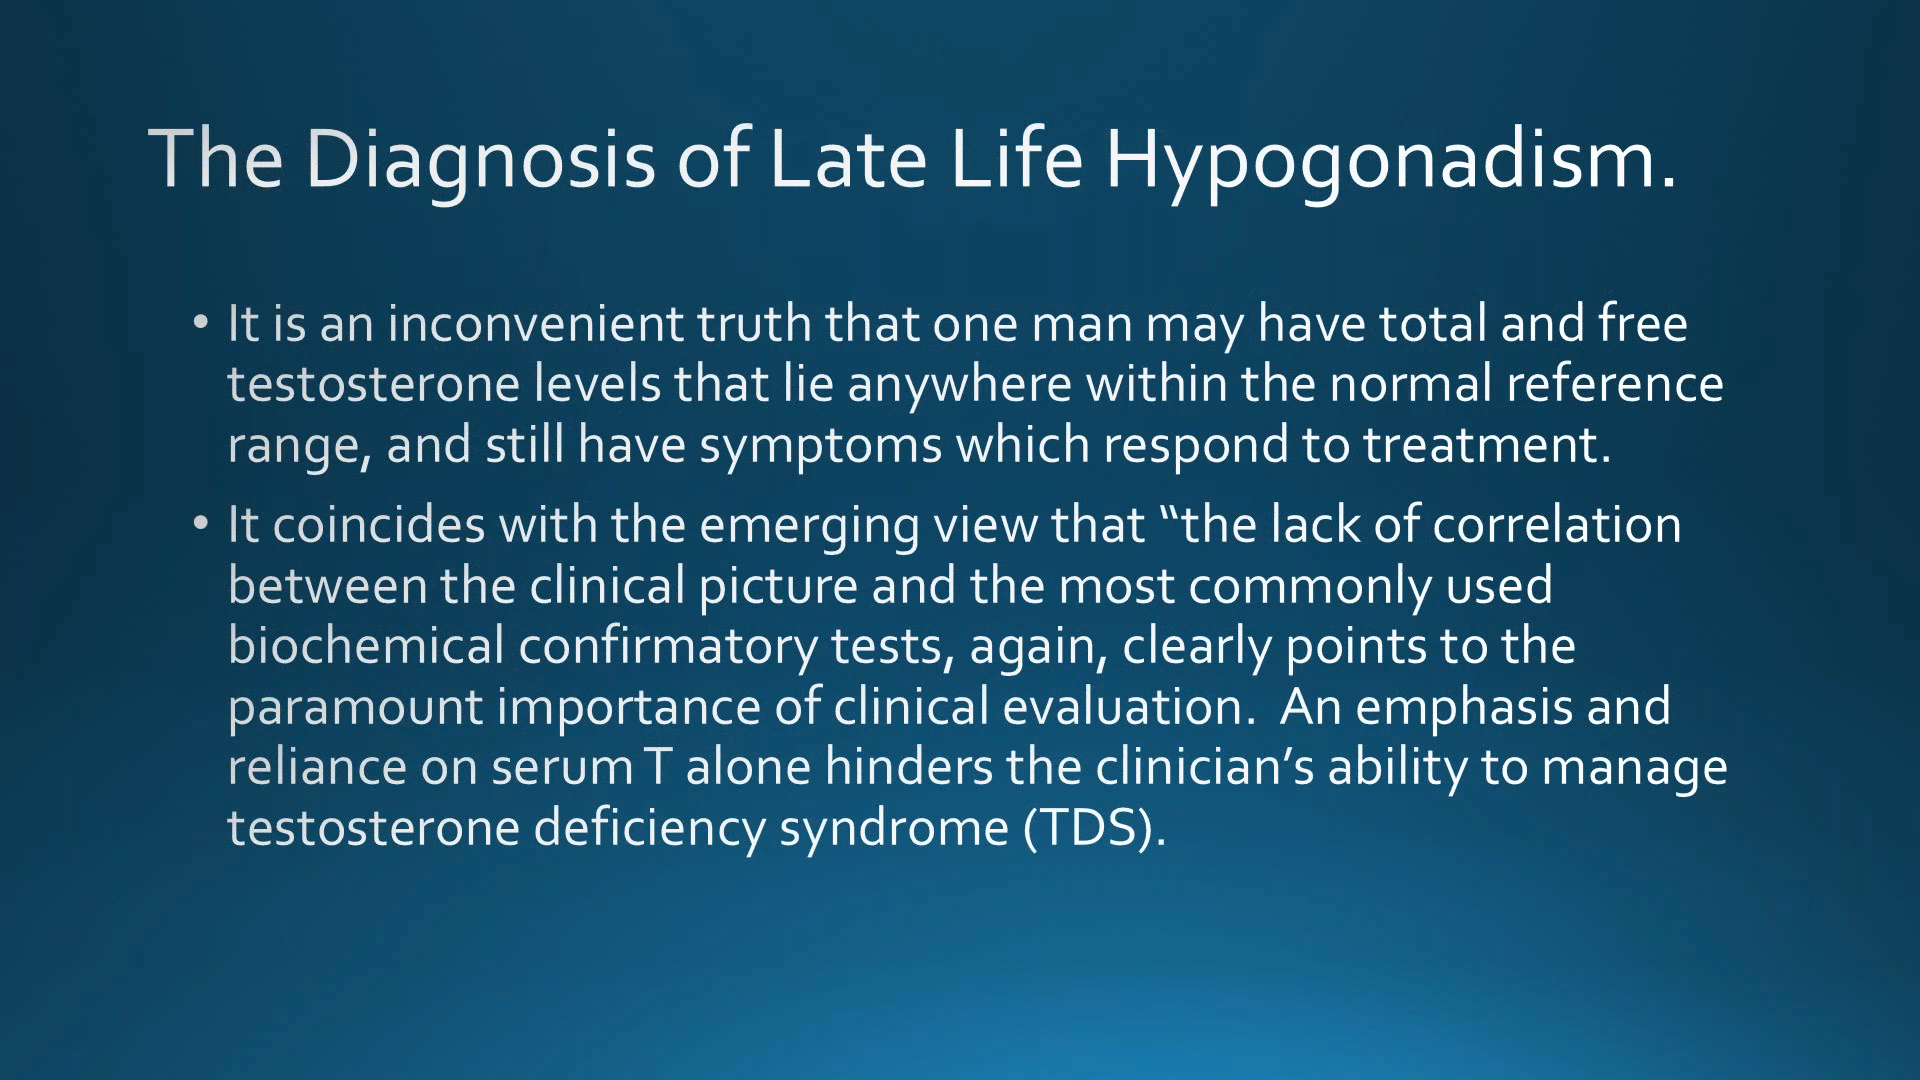 The Diagnosis of Late Life Hypogonadism.
• It is an inconvenient truth that one man may have total and free
testosterone levels that lie anywhere within the normal reference
range, and still have symptoms which respond to treatment.
• It coincides with the emerging view that “the lack of correlation
between the clinical picture and the most commonly used
biochemical confirmatory tests, again, clearly points to the
paramount importance of clinical evaluation.  An emphasis and
reliance on serum T alone hinders the clinician’s ability to manage
testosterone deficiency syndrome (TDS).